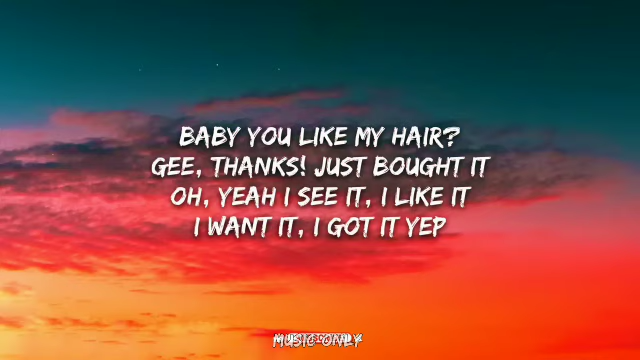 BABY YOU LIKE MY HAIR?
GEE, THANKS! JUST BOUGHT IT
OH, YEAH I SEE IT, I LIKE IT
I WANT IT, I GOT IT YEP
MUSIC ONLY